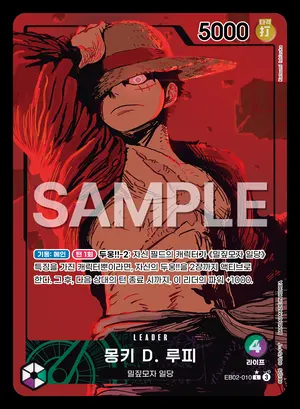 타격
5000 打
SAMPLE
기동: 메인 턴 1회 두웅!!-2: 자신 필드의 캐릭터가 《밀짚모자 일당》
특징을 가진 캐릭터뿐이라면, 자신의 두웅!!을 2장까지 액티브로
한다. 그 후, 다음 상대의 턴 종료 시까지, 이 리더의 파워 +1000.
LEADER
몽키 D. 루피
밀짚모자 일당
4
라이프
EB02-010 L 3